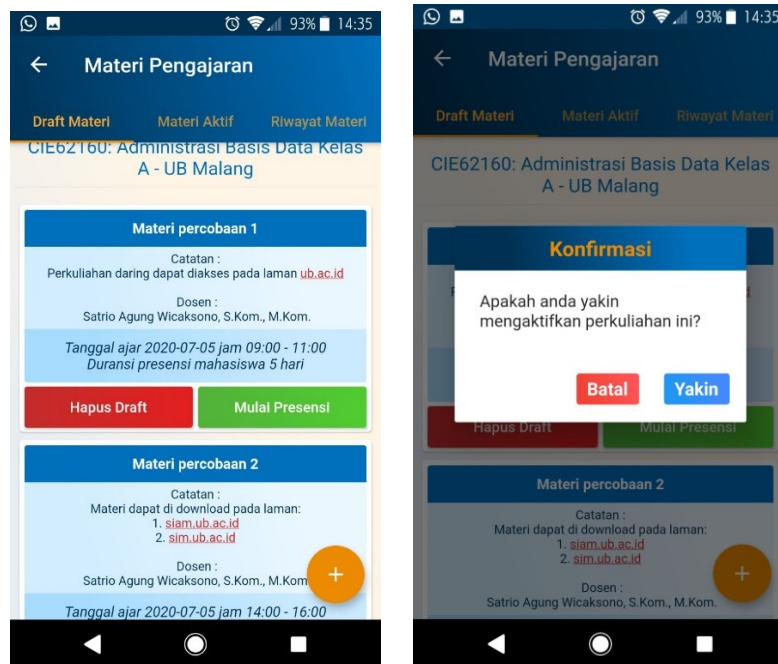 93% 14:35
Materi Pengajaran
Draft Materi Materi Aktif Riwayat Materi
CIE62160: Administrasi Basis Data Kelas
A - UB Malang
Materi percobaan 1
Catatan :
Perkuliahan daring dapat diakses pada laman ub.ac.id
Dosen :
Satrio Agung Wicaksono, S.Kom., M.Kom.
Tanggal ajar 2020-07-05 jam 09:00 - 11:00
Duransi presensi mahasiswa 5 hari
Hapus Draft Mulai Presensi
Materi percobaan 2
Catatan :
Materi dapat di download pada laman:
1. siam.ub.ac.id
2. sim.ub.ac.id
Dosen :
Satrio Agung Wicaksono, S.Kom., M.Kom
+
Tanggal ajar 2020-07-05 jam 14:00 - 16:00
93% 14:35
Materi Pengajaran
Draft Materi Materi Aktif Riwayat Materi
CIE62160: Administrasi Basis Data Kelas
A - UB Malang
Konfirmasi
Apakah anda yakin
mengaktifkan perkuliahan ini?
Batal Yakin
Hapus Draft Mulai Presensi
Materi percobaan 2
Catatan :
Materi dapat di download pada laman:
1. siam.ub.ac.id
2. sim.ub.ac.id
+
Dosen :
Satrio Agung Wicaksono, S.Kom., M.Kom.